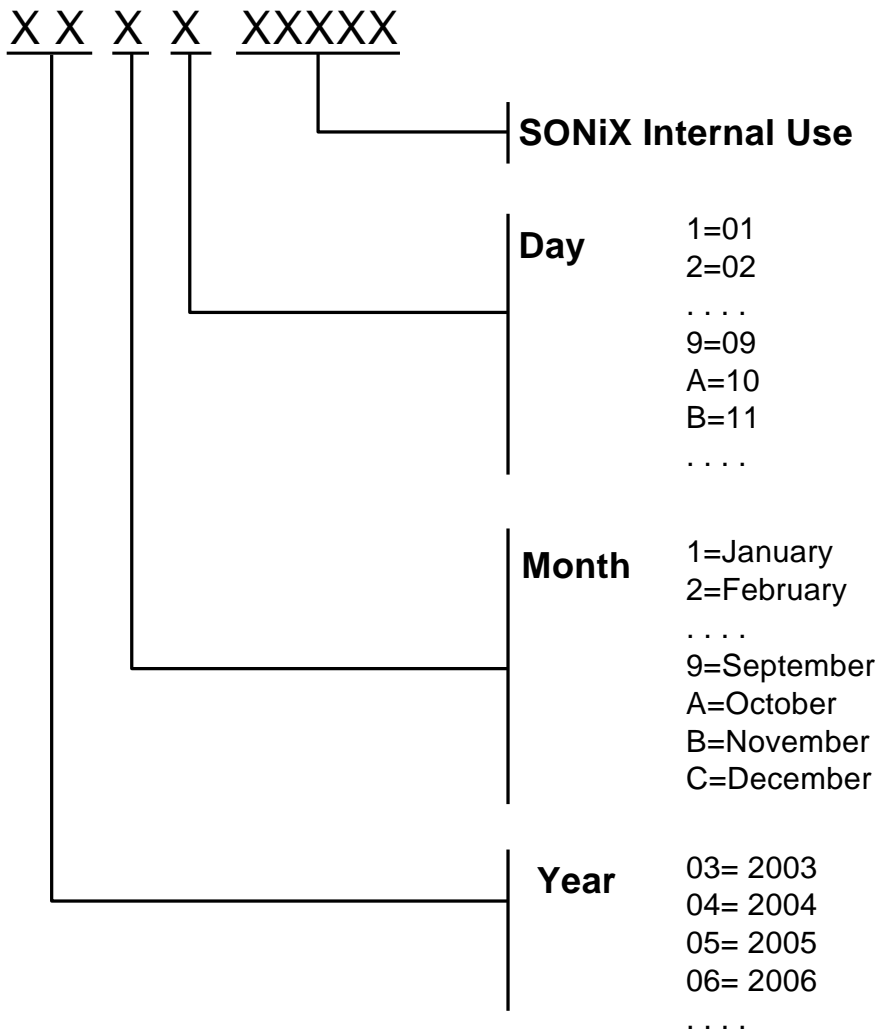 X X X X XXXXX
SONiX Internal Use
Day
1=01
2=02
. . . .
9=09
A=10
B=11
. . . .
Month
1=January
2=February
. . . .
9=September
A=October
B=November
C=December
Year
03= 2003
04= 2004
05= 2005
06= 2006
. . . .